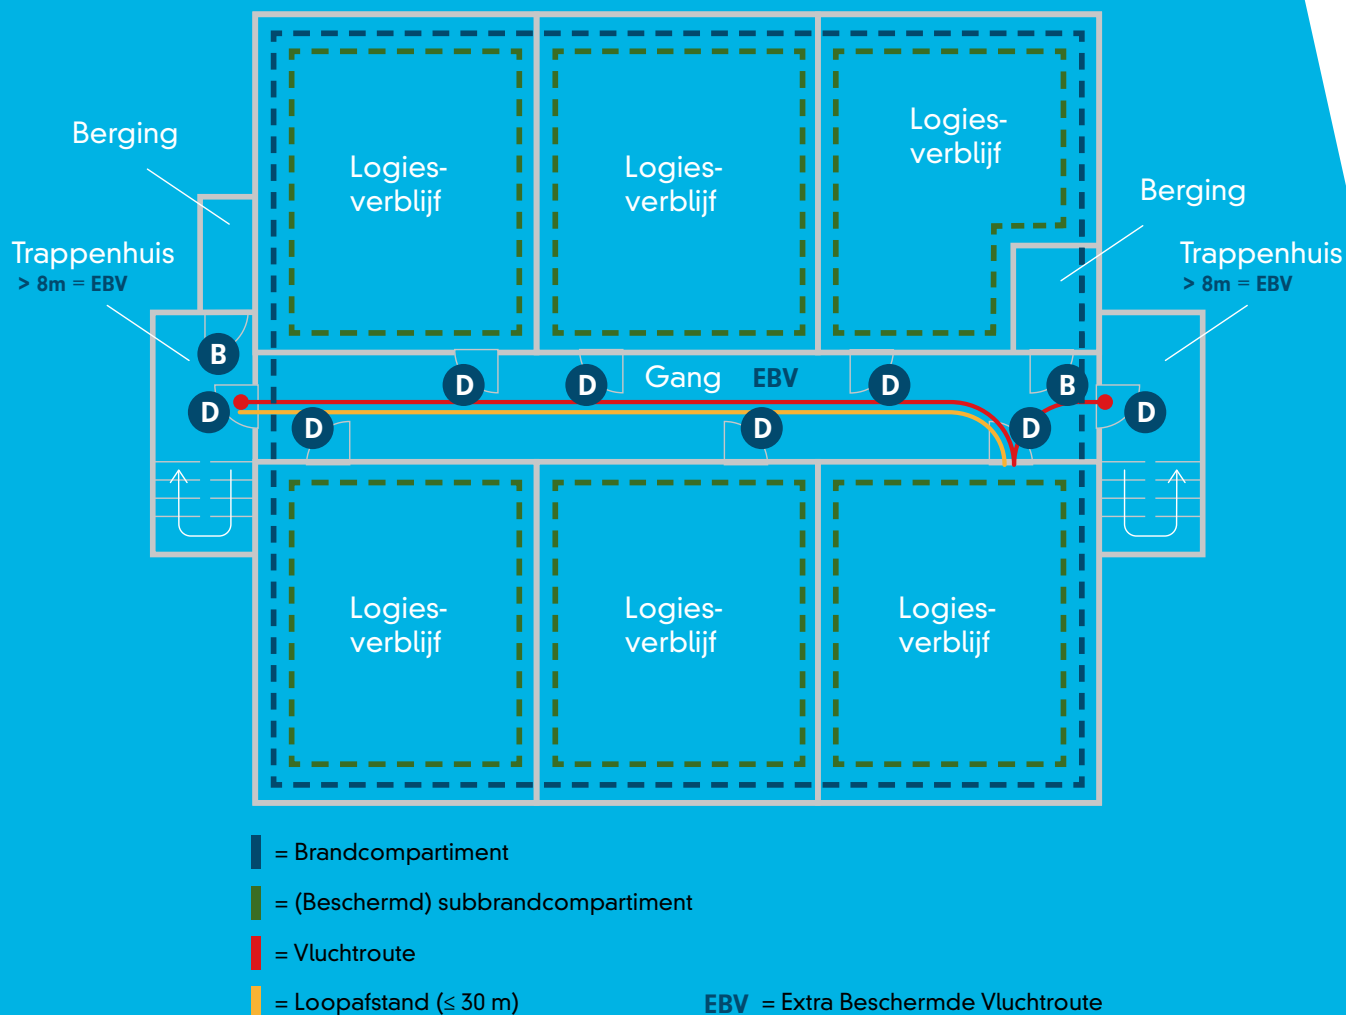 Logies-
verblijf
Logies-
verblijf
Logies-
verblijf
Berging
Berging
Trappenhuis
> 8m = EBV
Trappenhuis
> 8m = EBV
B
D
D
Gang EBV
D
B
D
D
D
D
D
Logies-
verblijf
Logies-
verblijf
Logies-
verblijf
= Brandcompartiment
= (Beschermd) subbrandcompartiment
= Vluchtroute
= Loopafstand (≤ 30 m)
EBV = Extra Beschermde Vluchtroute